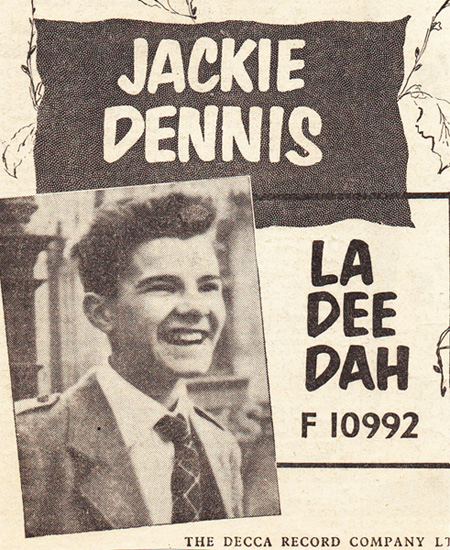 JACKIE
DENNIS
LA
DEE
DAH
F 10992
THE DECCA RECORD COMPANY LT